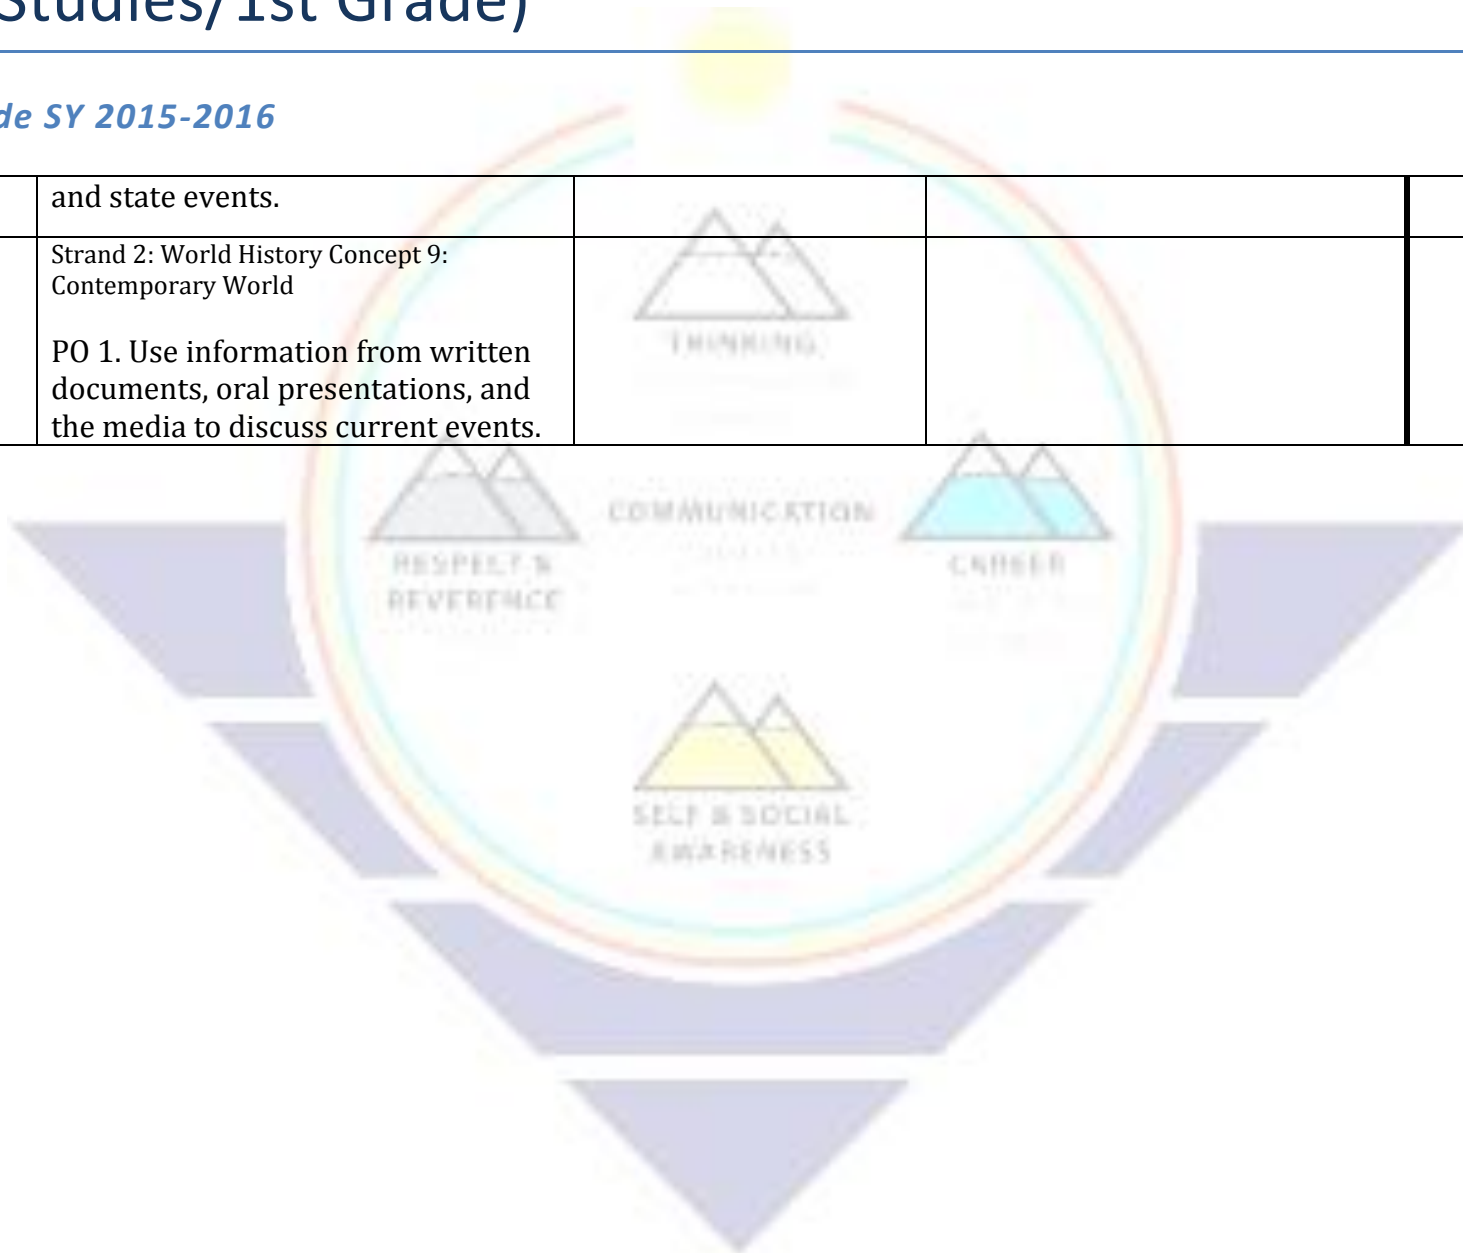 Studies/1st Grade)
de SY 2015-2016
and state events.
Strand 2: World History Concept 9:
Contemporary World
PO 1. Use information from written
documents, oral presentations, and
the media to discuss current events.
THINKING
COMMUNICATION
RESPECT &
REVERENCE
CAREER
SELF & SOCIAL
AWARENESS